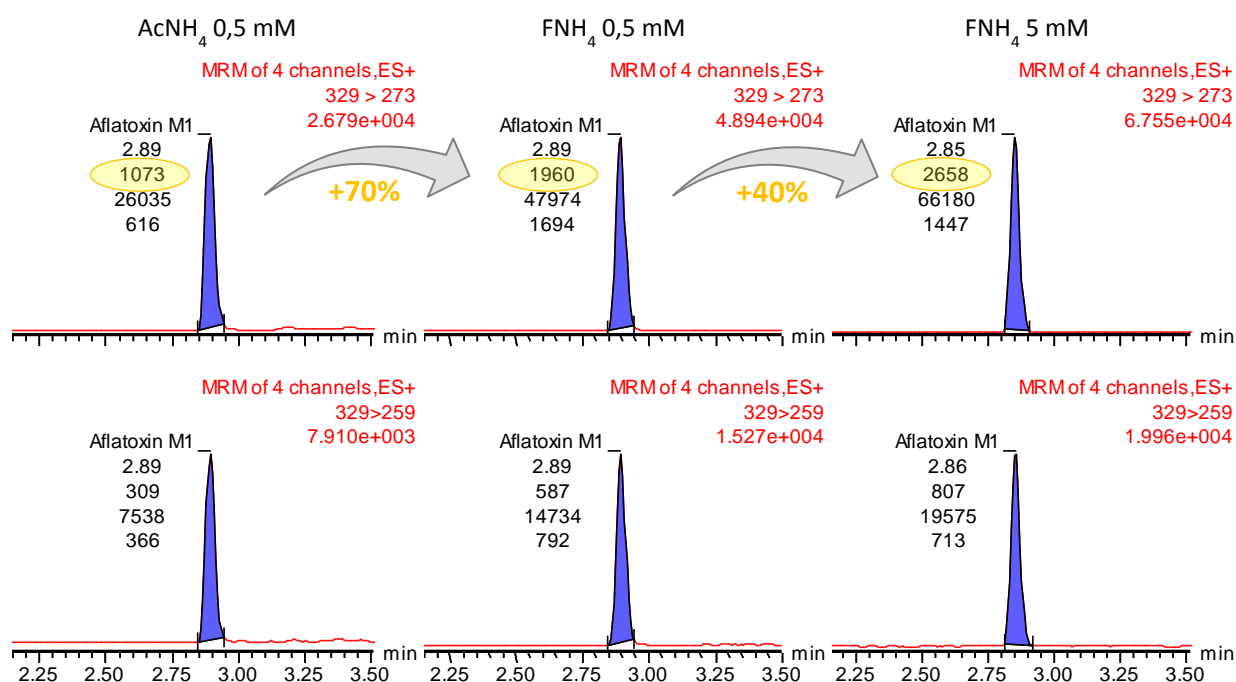 AcNH4 0,5 mM
FNH4 0,5 mM
FNH4 5 mM
MRM of 4 channels,ES+
329 > 273
2.679e+004
Aflatoxin M1
2.89
1073
26035
616
+70%
MRM of 4 channels,ES+
329 > 273
4.894e+004
Aflatoxin M1
2.89
1960
47974
1694
+40%
MRM of 4 channels,ES+
329 > 273
6.755e+004
Aflatoxin M1
2.85
2658
66180
1447
min
min
min
MRM of 4 channels,ES+
329>259
7.910e+003
Aflatoxin M1
2.89
309
7538
366
MRM of 4 channels,ES+
329>259
1.527e+004
Aflatoxin M1
2.89
587
14734
792
MRM of 4 channels,ES+
329>259
1.996e+004
Aflatoxin M1
2.86
807
19575
713
min
2.25 2.50 2.75 3.00 3.25 3.50
min
2.25 2.50 2.75 3.00 3.25 3.50
min
2.25 2.50 2.75 3.00 3.25 3.50